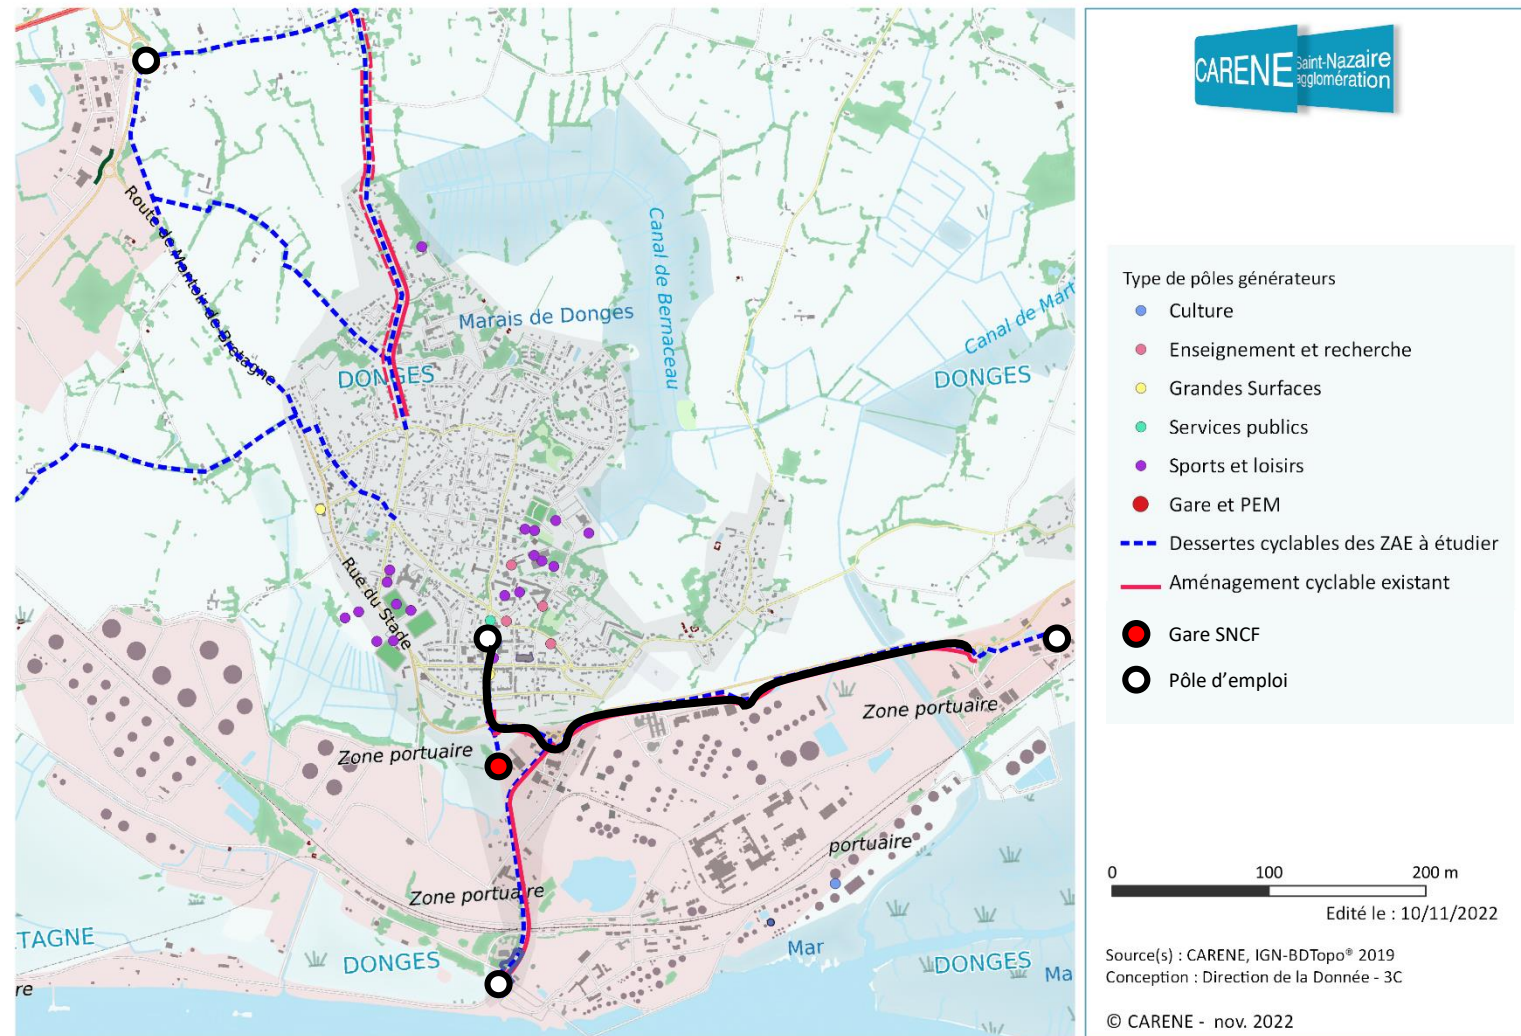 CARENE Saint-Nazaire
agglomération
Route de Montoir de Bretagne
Canal de Bernaceau
Marais de Donges
Canal de Mart
DONGES
DONGES
Rue du Stade
Zone portuaire
Zone portuaire
portuaire
Zone portuaire
TAGNE
DONGES
Mar
DONGES
Ma
re
Type de pôles générateurs
Culture
Enseignement et recherche
Grandes Surfaces
Services publics
Sports et loisirs
Gare et PEM
Dessertes cyclables des ZAE à étudier
Aménagement cyclable existant
Gare SNCF
Pôle d’emploi
0 100 200 m
Edité le : 10/11/2022
Source(s) : CARENE, IGN-BDTopo® 2019
Conception : Direction de la Donnée - 3C
© CARENE - nov. 2022